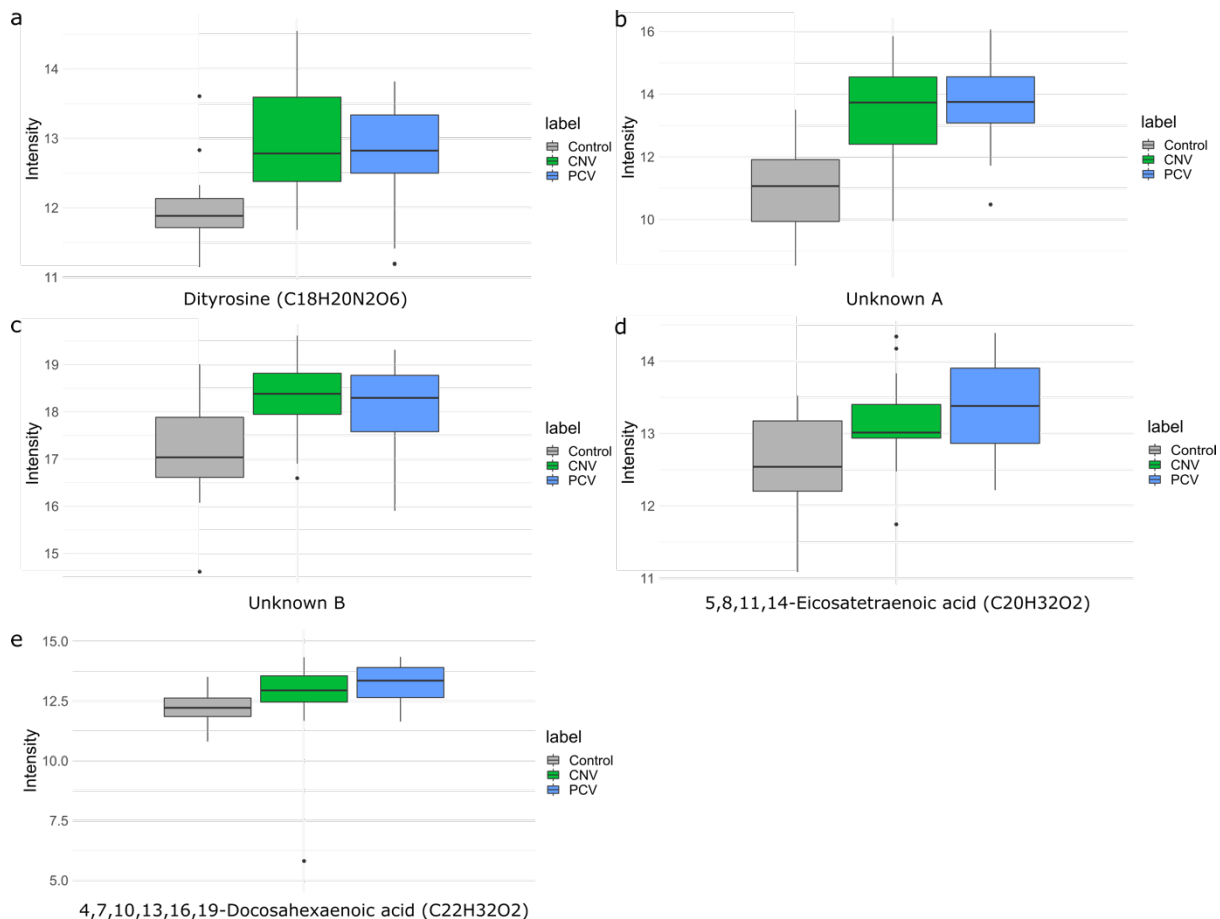 a
14
13
12
11
Intensity
label
Control
CNV
PCV
Dityrosine (C18H20N2O6)
b
16
14
12
10
Intensity
label
Control
CNV
PCV
Unknown A
c
19
18
17
16
15
Intensity
label
Control
CNV
PCV
Unknown B
d
14
13
12
11
Intensity
label
Control
CNV
PCV
5,8,11,14-Eicosatetraenoic acid (C20H32O2)
e
15.0
12.5
10.0
7.5
5.0
Intensity
label
Control
CNV
PCV
4,7,10,13,16,19-Docosahexaenoic acid (C22H32O2)